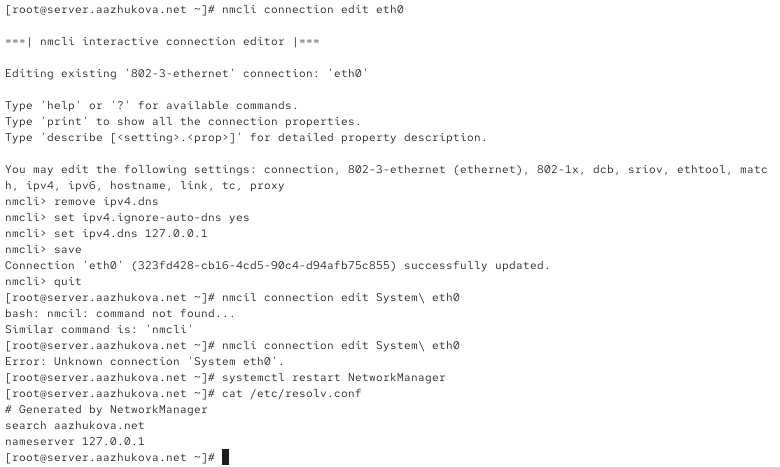 [root@server.aazhukova.net ~]# nmcli connection edit eth0
===| nmcli interactive connection editor |===
Editing existing '802-3-ethernet' connection: 'eth0'
Type 'help' or '?' for available commands.
Type 'print' to show all the connection properties.
Type 'describe [<setting>.<prop>]' for detailed property description.
You may edit the following settings: connection, 802-3-ethernet (ethernet), 802-1x, dcb, sriov, ethtool, matc
h, ipv4, ipv6, hostname, link, tc, proxy
nmcli> remove ipv4.dns
nmcli> set ipv4.ignore-auto-dns yes
nmcli> set ipv4.dns 127.0.0.1
nmcli> save
Connection 'eth0' (323fd428-cb16-4cd5-90c4-d94afb75c855) successfully updated.
nmcli> quit
[root@server.aazhukova.net ~]# nmcil connection edit System\ eth0
bash: nmcil: command not found...
Similar command is: 'nmcli'
[root@server.aazhukova.net ~]# nmcli connection edit System\ eth0
Error: Unknown connection 'System eth0'.
[root@server.aazhukova.net ~]# systemctl restart NetworkManager
[root@server.aazhukova.net ~]# cat /etc/resolv.conf
# Generated by NetworkManager
search aazhukova.net
nameserver 127.0.0.1
[root@server.aazhukova.net ~]#